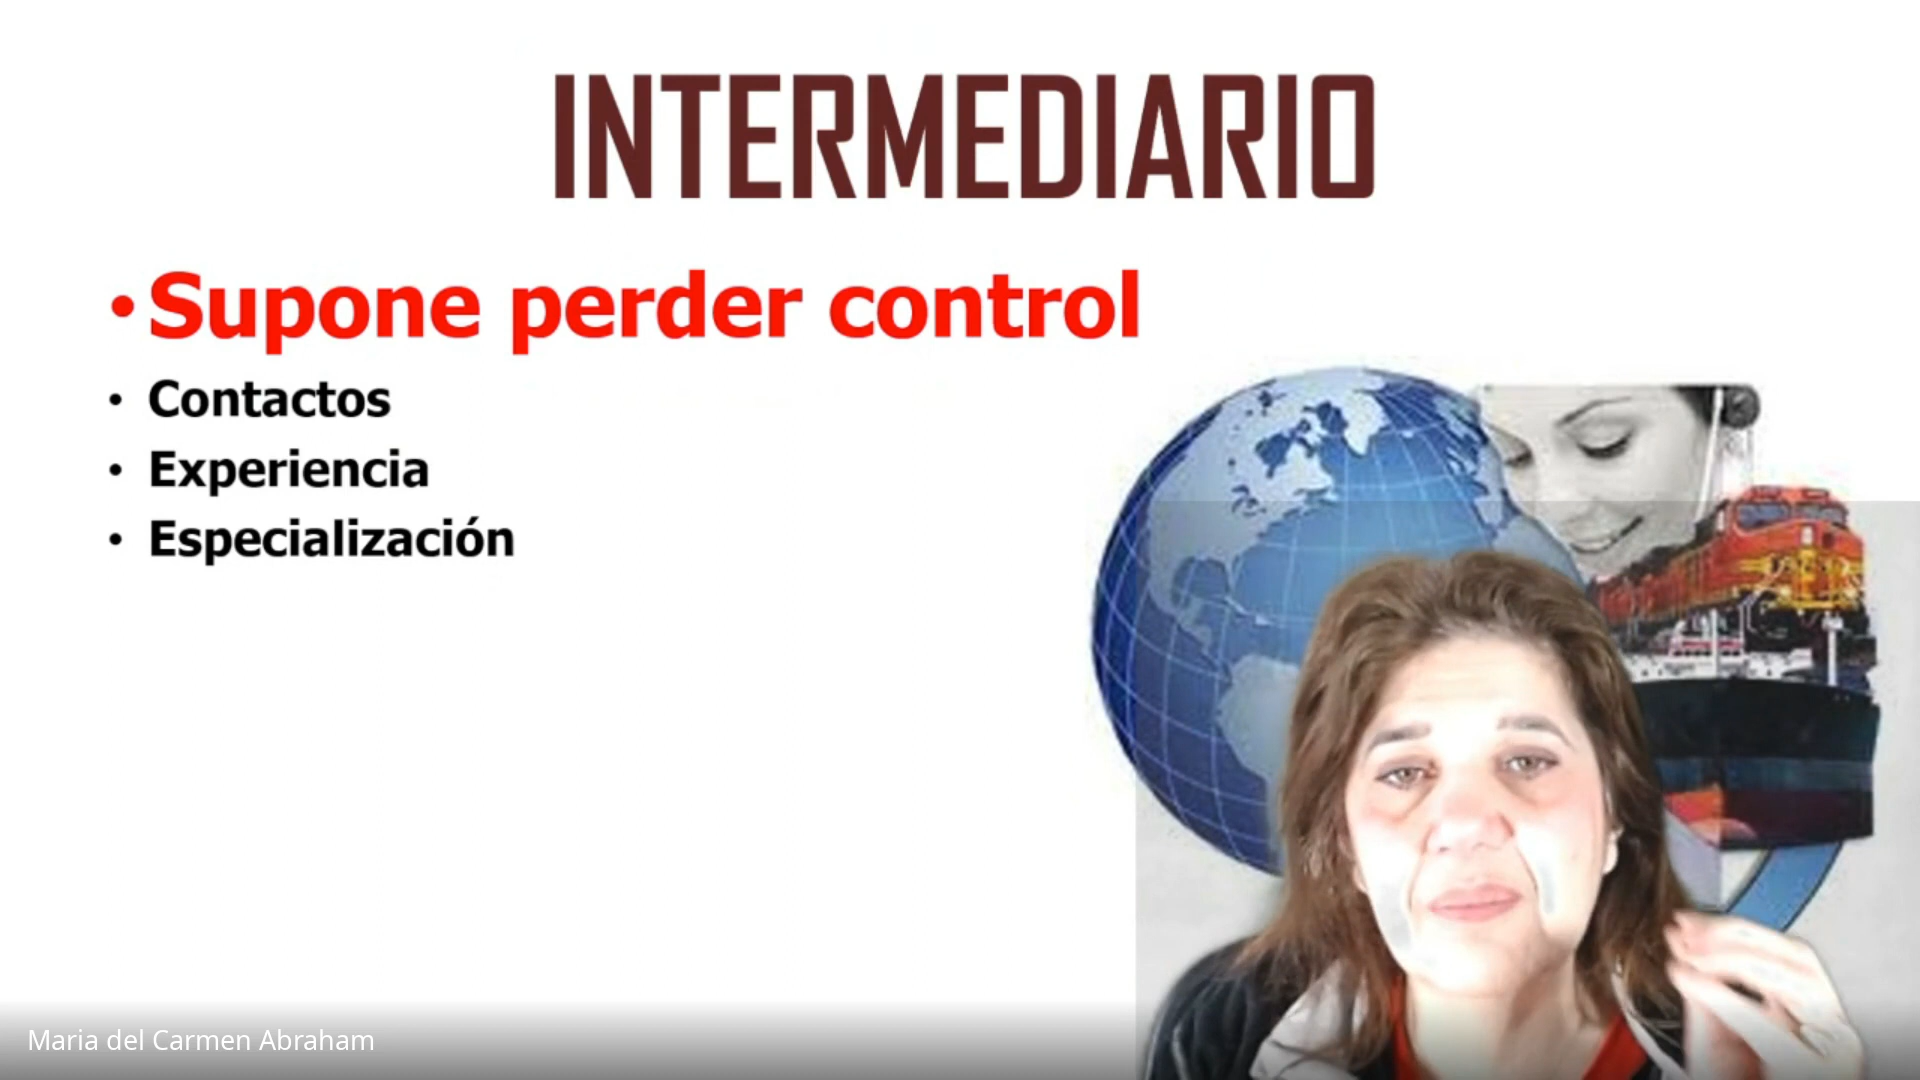 INTERMEDIARIO
•Supone perder control
• Contactos
• Experiencia
• Especialización
Maria del Carmen Abraham